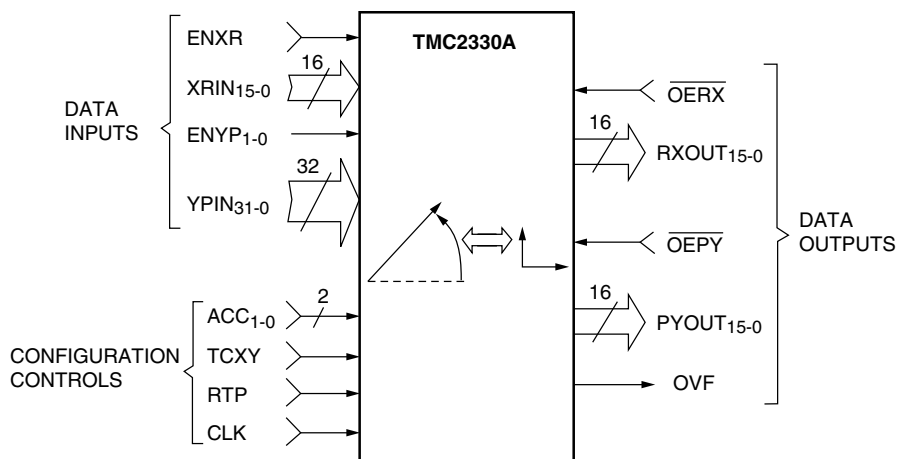 TMC2330A
DATA
INPUTS
ENXR
XRIN15-0
16
ENYP1-0
YPIN31-0
32
CONFIGURATION
CONTROLS
ACC1-0
2
TCXY
RTP
CLK
OERX
16
RXOUT15-0
OEPY
16
PYOUT15-0
OVF
DATA
OUTPUTS